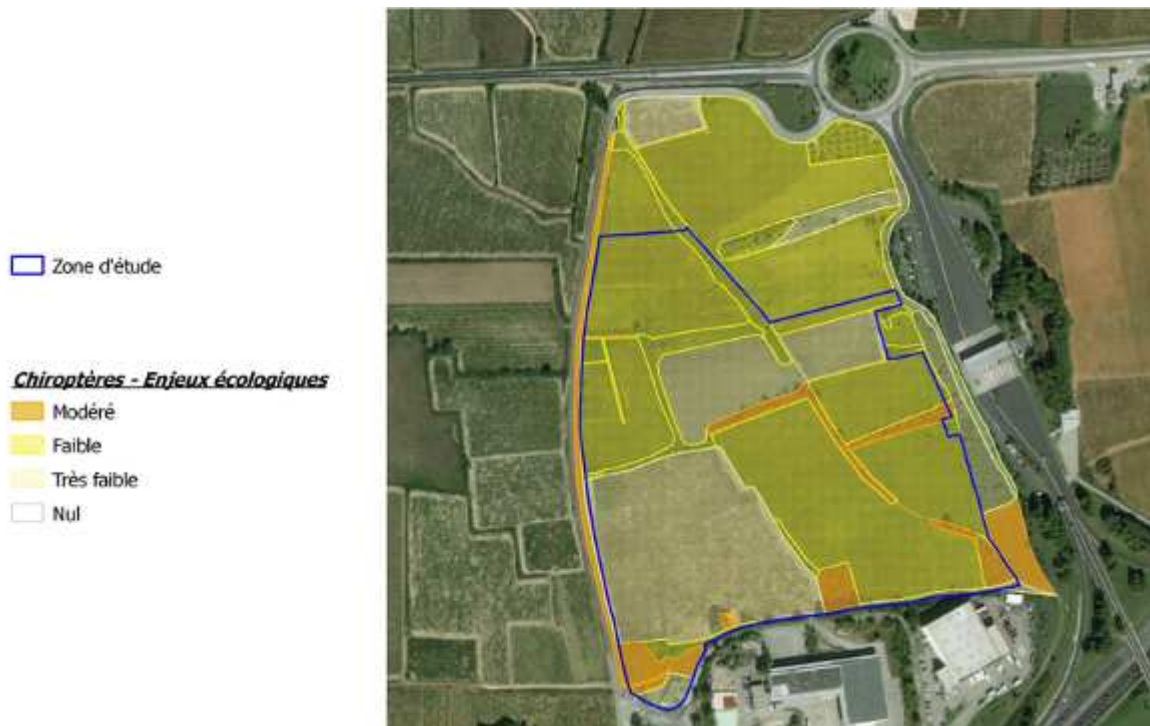 Zone d'étude
Chiroptères - Enjeux écologiques
Modéré
Faible
Très faible
Nul